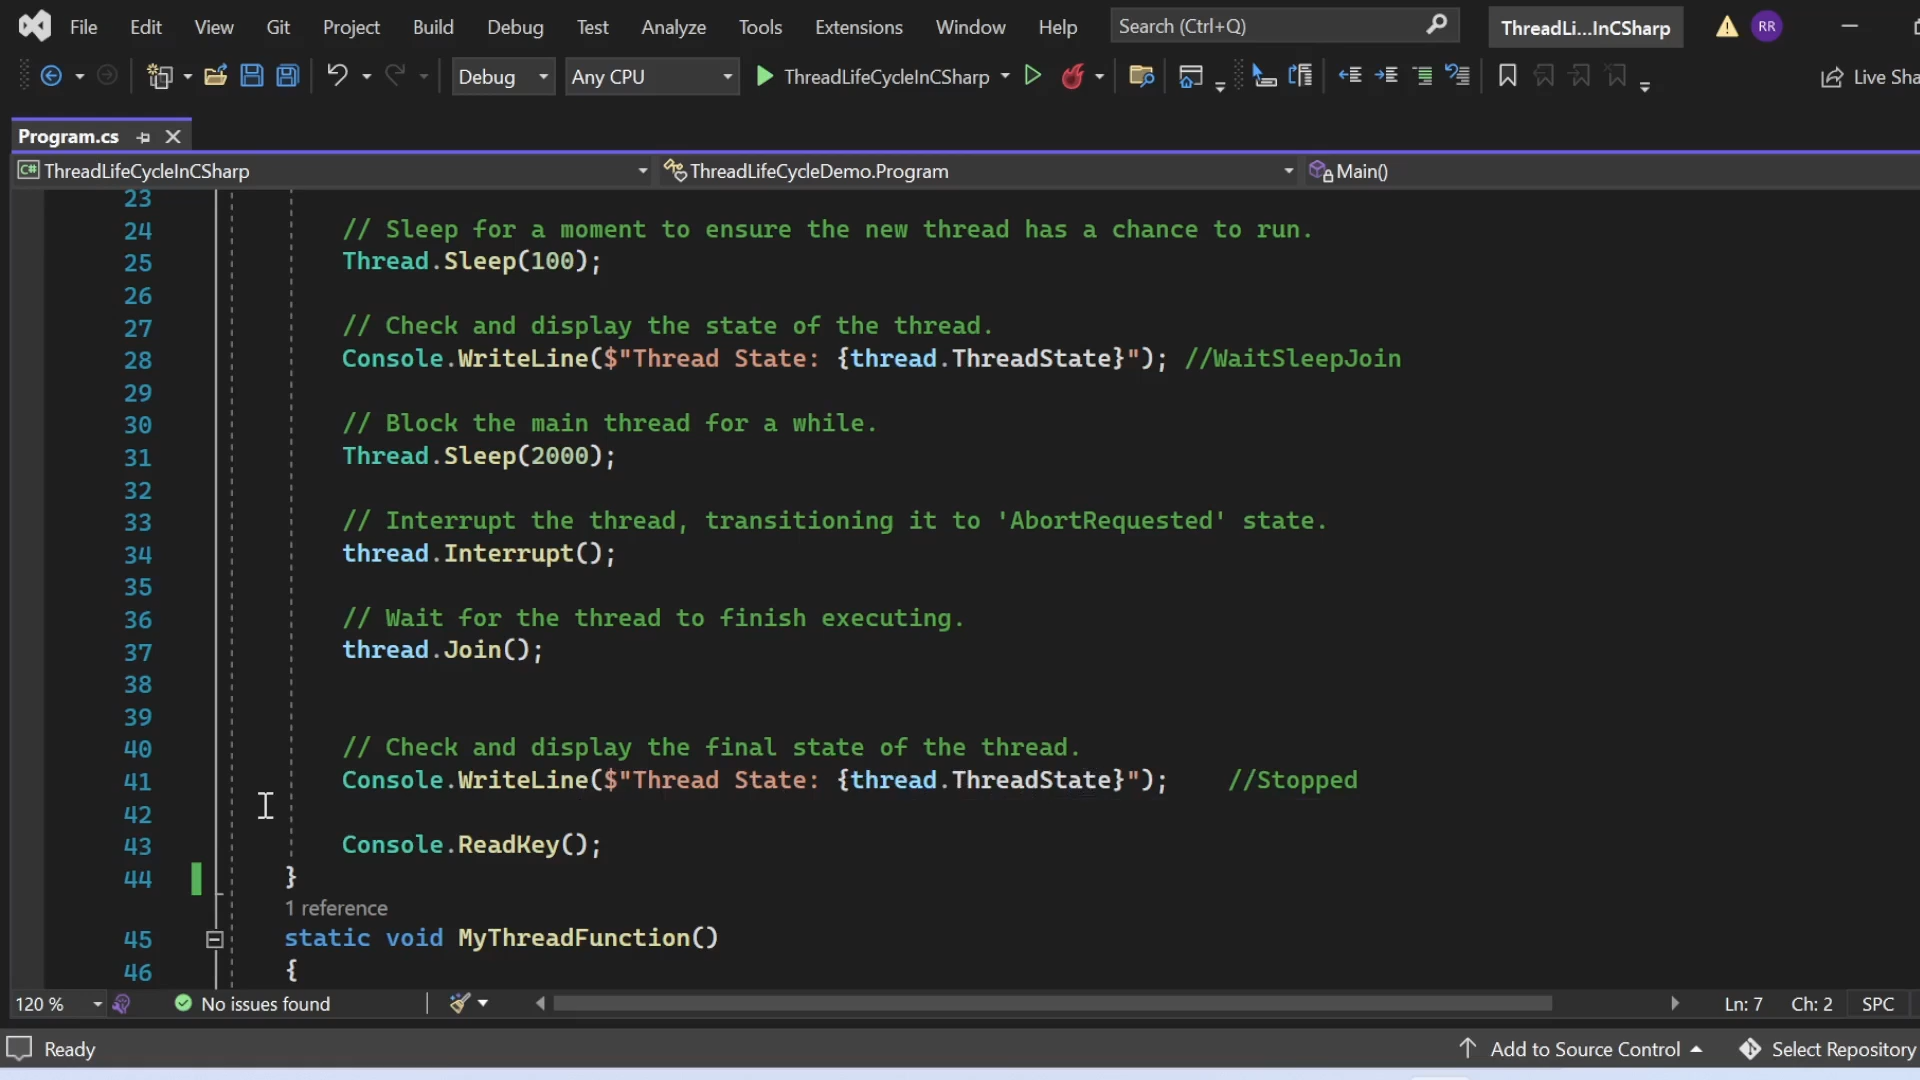 File Edit View Git Project Build Debug Test Analyze Tools Extensions Window Help Search (Ctrl+Q) ThreadLi...InCSharp RR
Debug Any CPU ThreadLifeCycleInCSharp Live Sha
Program.cs
C# ThreadLifeCycleInCSharp ThreadLifeCycleDemo.Program Main()
23
24 // Sleep for a moment to ensure the new thread has a chance to run.
25 Thread.Sleep(100);
26
27 // Check and display the state of the thread.
28 Console.WriteLine($"Thread State: {thread.ThreadState}"); //WaitSleepJoin
29
30 // Block the main thread for a while.
31 Thread.Sleep(2000);
32
33 // Interrupt the thread, transitioning it to 'AbortRequested' state.
34 thread.Interrupt();
35
36 // Wait for the thread to finish executing.
37 thread.Join();
38
39
40 // Check and display the final state of the thread.
41 Console.WriteLine($"Thread State: {thread.ThreadState}"); //Stopped
42
43 Console.ReadKey();
44 }
1 reference
45 static void MyThreadFunction()
46 {
120 % No issues found Ln: 7 Ch: 2 SPC
Ready Add to Source Control Select Repository